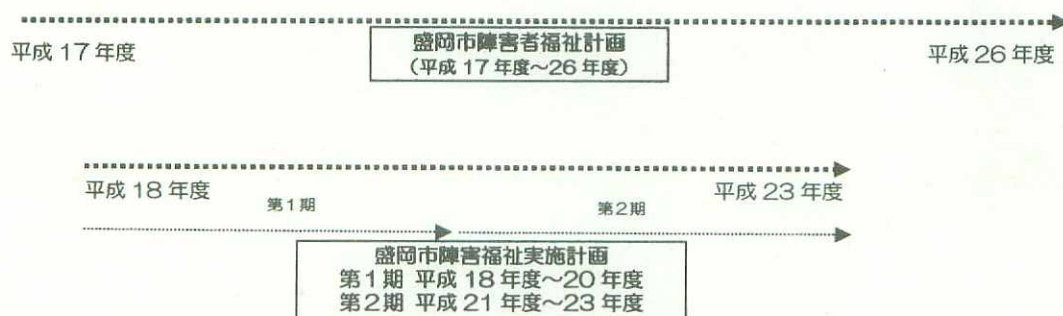 平成 17 年度
盛岡市障害者福祉計画
(平成 17 年度～26 年度)
平成 26 年度
平成 18 年度
平成 23 年度
第1期
第2期
盛岡市障害福祉実施計画
第1期 平成 18 年度～20 年度
第2期 平成 21 年度～23 年度